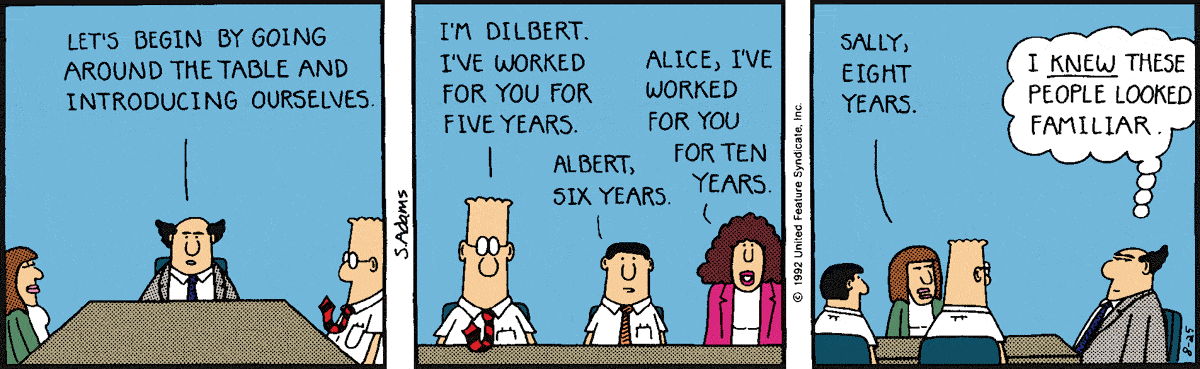 LET'S BEGIN BY GOING
AROUND THE TABLE AND
INTRODUCING OURSELVES.
S.Adams
I'M DILBERT.
I'VE WORKED
FOR YOU FOR
FIVE YEARS.
ALBERT,
SIX YEARS.
ALICE, I'VE
WORKED
FOR YOU
FOR TEN
YEARS.
© 1992 United Feature Syndicate, Inc.
SALLY,
EIGHT
YEARS.
I KNEW THESE
PEOPLE LOOKED
FAMILIAR.
8-25